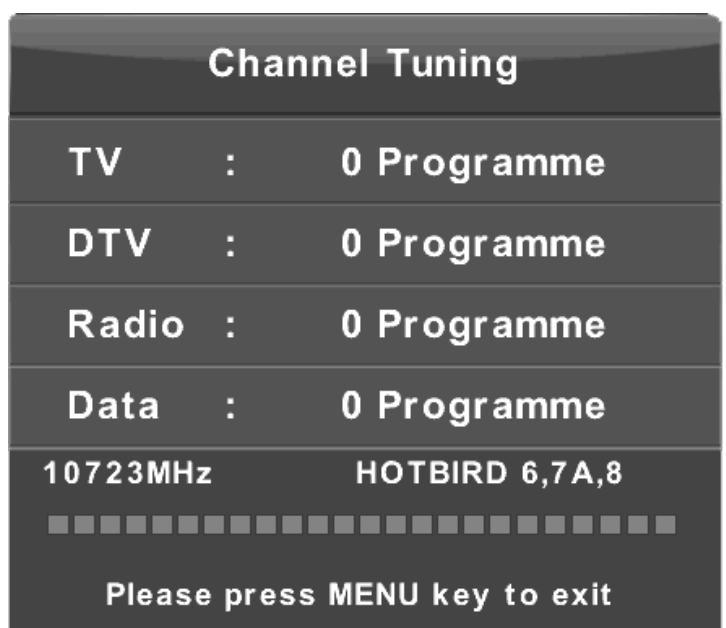 Channel Tuning
TV : 0 Programme
DTV : 0 Programme
Radio : 0 Programme
Data : 0 Programme
10723MHz HOTBIRD 6,7A,8
Please press MENU key to exit